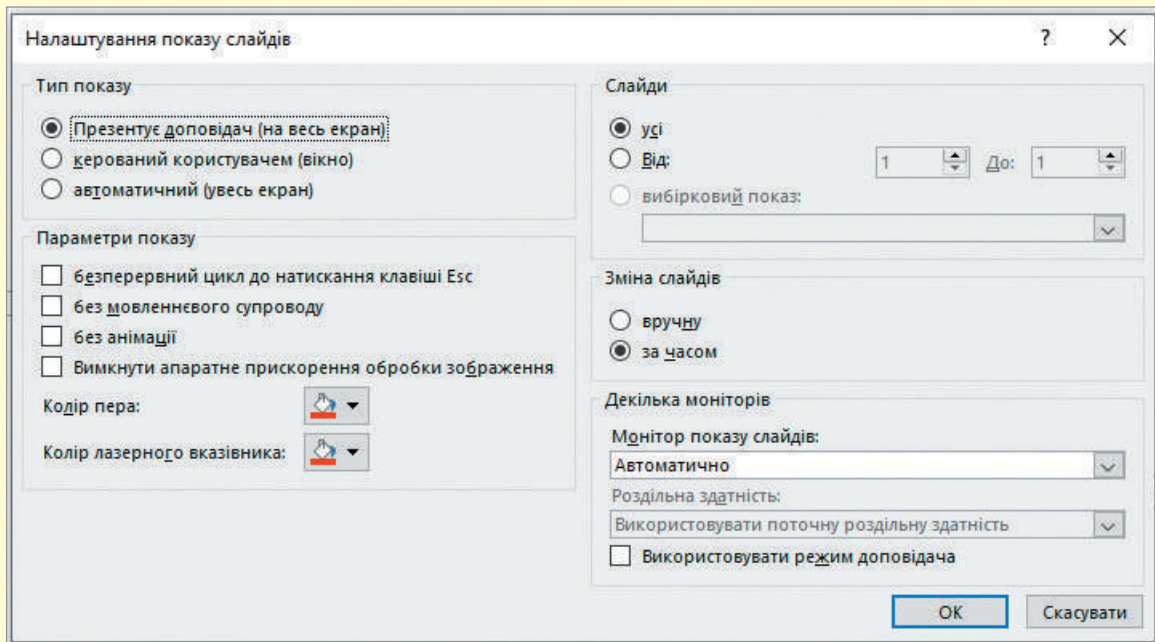 Налаштування показу слайдів
Тип показу
Презентує доповідач (на весь екран)
керований користувачем (вікно)
автоматичний (увесь екран)
Параметри показу
безперервний цикл до натискання клавіші Esc
без мовленнєвого супроводу
без анімації
Вимкнути апаратне прискорення обробки зображення
Колір пера:
Колір лазерного вказівника:
Слайди
усі
Від: 1 До: 1
вибірковий показ:
Зміна слайдів
вручну
за часом
Декілька моніторів
Монітор показу слайдів:
Автоматично
Роздільна здатність:
Використовувати поточну роздільну здатність
Використовувати режим доповідача
ОК Скасувати